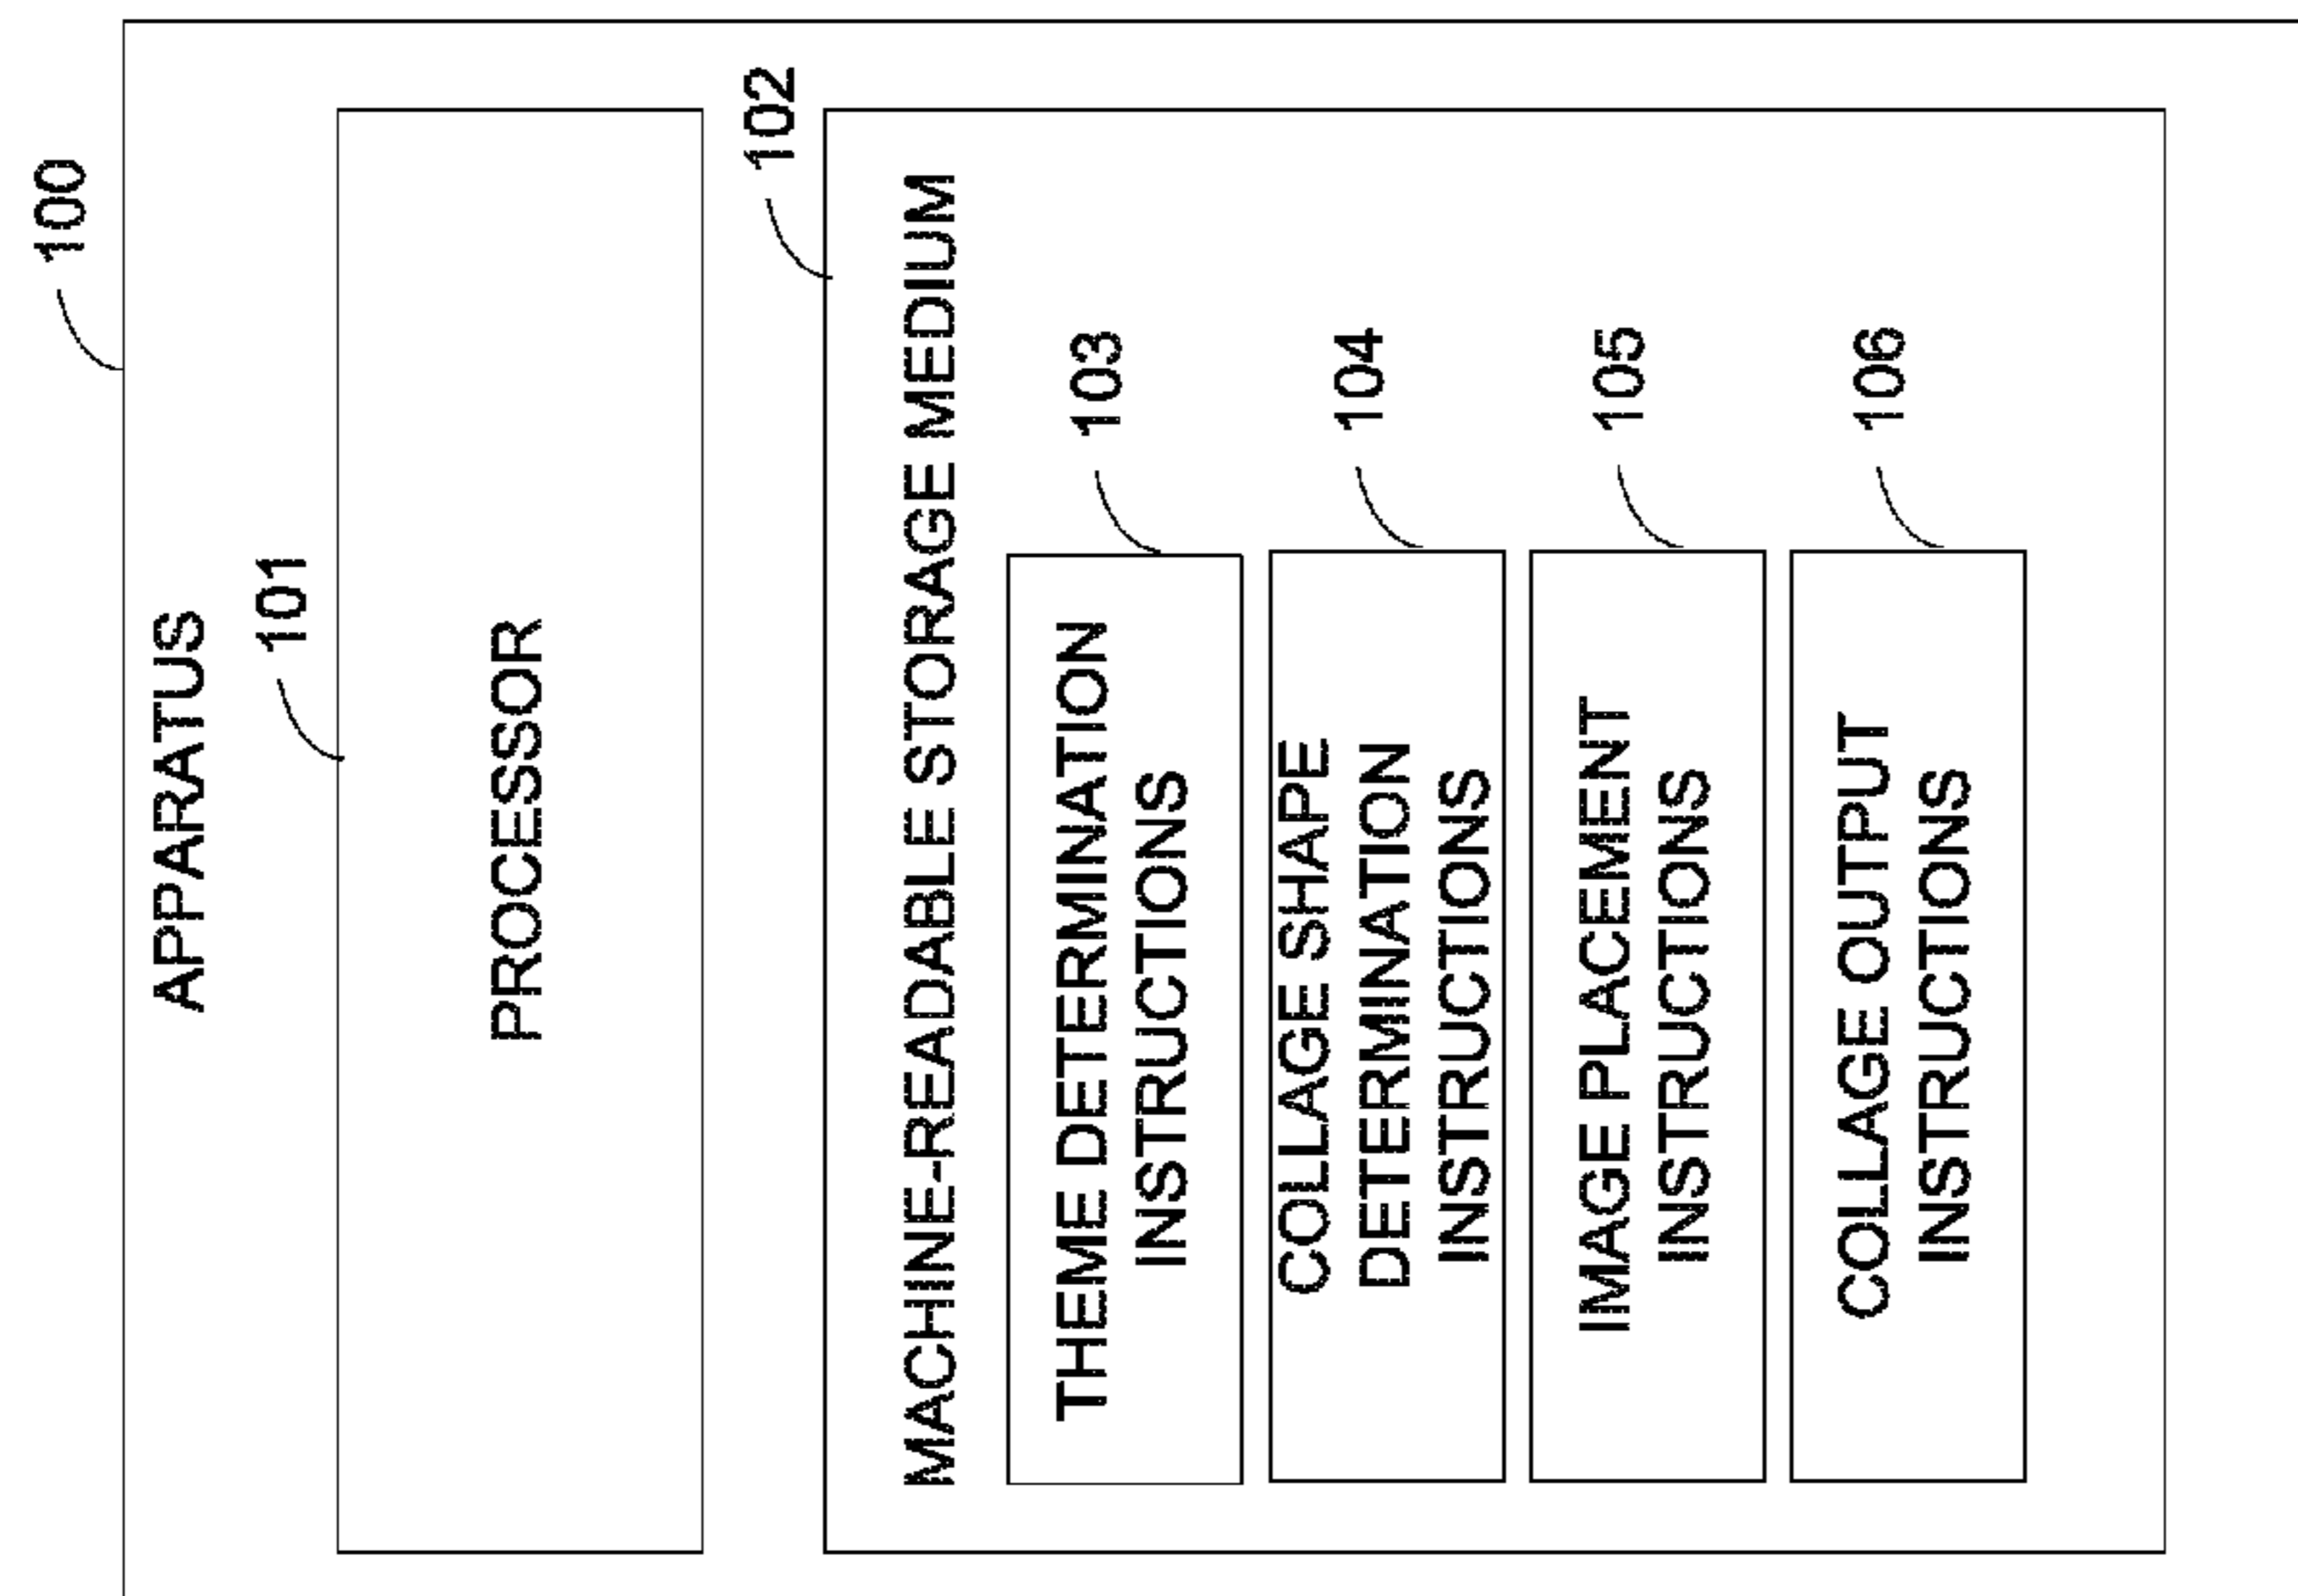 100
APPARATUS
101
PROCESSOR
102
MACHINE-READABLE STORAGE MEDIUM
103
THEME DETERMINATION
INSTRUCTIONS
104
COLLAGE SHAPE
DETERMINATION
INSTRUCTIONS
105
IMAGE PLACEMENT
INSTRUCTIONS
106
COLLAGE OUTPUT
INSTRUCTIONS